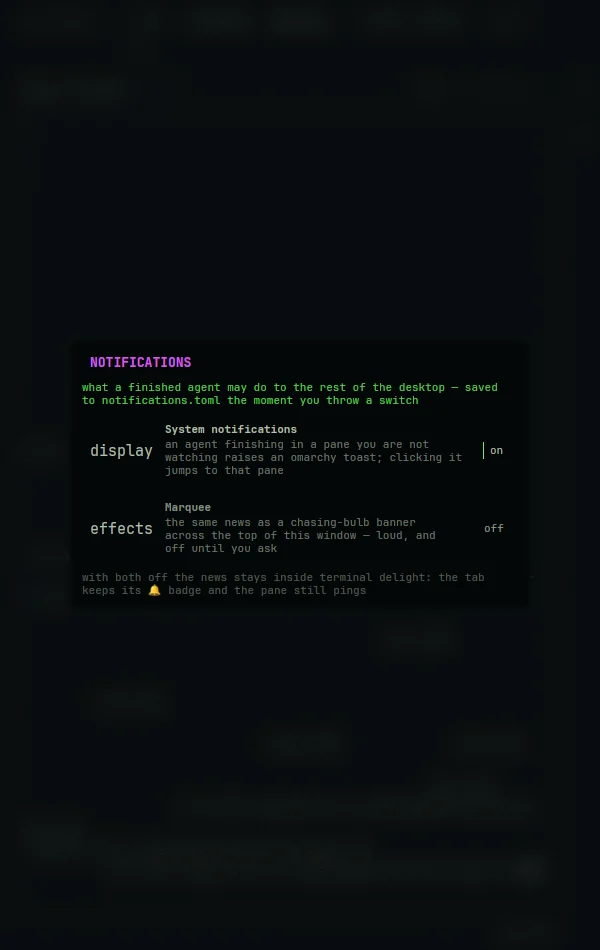 NOTIFICATIONS
what a finished agent may do to the rest of the desktop — saved
to notifications.toml the moment you throw a switch
System notifications
display
an agent finishing in a pane you are not
watching raises an omarchy toast; clicking it
jumps to that pane
on
Marquee
effects
the same news as a chasing-bulb banner
across the top of this window — loud, and
off until you ask
off
with both off the news stays inside terminal delight: the tab
keeps its 🔔 badge and the pane still pings